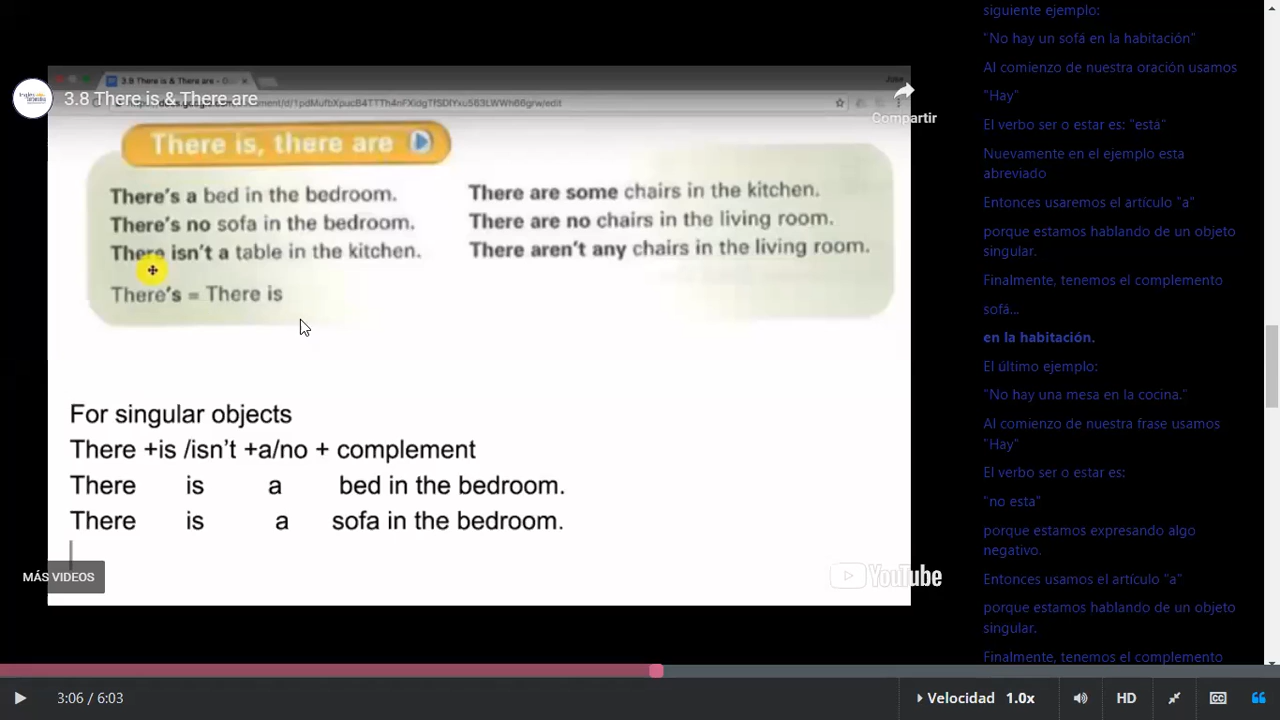 3.8 There is & There are
Compartir
There is, there are
There's a bed in the bedroom.
There's no sofa in the bedroom.
There isn't a table in the kitchen.
There's = There is
There are some chairs in the kitchen.
There are no chairs in the living room.
There aren't any chairs in the living room.
For singular objects
There +is /isn't +a/no + complement
There is a bed in the bedroom.
There is a sofa in the bedroom.
MÁS VIDEOS
YouTube
siguiente ejemplo:
"No hay un sofá en la habitación"
Al comienzo de nuestra oración usamos
"Hay"
El verbo ser o estar es: "está"
Nuevamente en el ejemplo esta
abreviado
Entonces usaremos el artículo "a"
porque estamos hablando de un objeto
singular.
Finalmente, tenemos el complemento
sofá...
en la habitación.
El último ejemplo:
"No hay una mesa en la cocina."
Al comienzo de nuestra frase usamos
"Hay"
El verbo ser o estar es:
"no esta"
porque estamos expresando algo
negativo.
Entonces usamos el artículo "a"
porque estamos hablando de un objeto
singular.
Finalmente, tenemos el complemento
3:06 / 6:03
Velocidad 1.0x
HD
CC